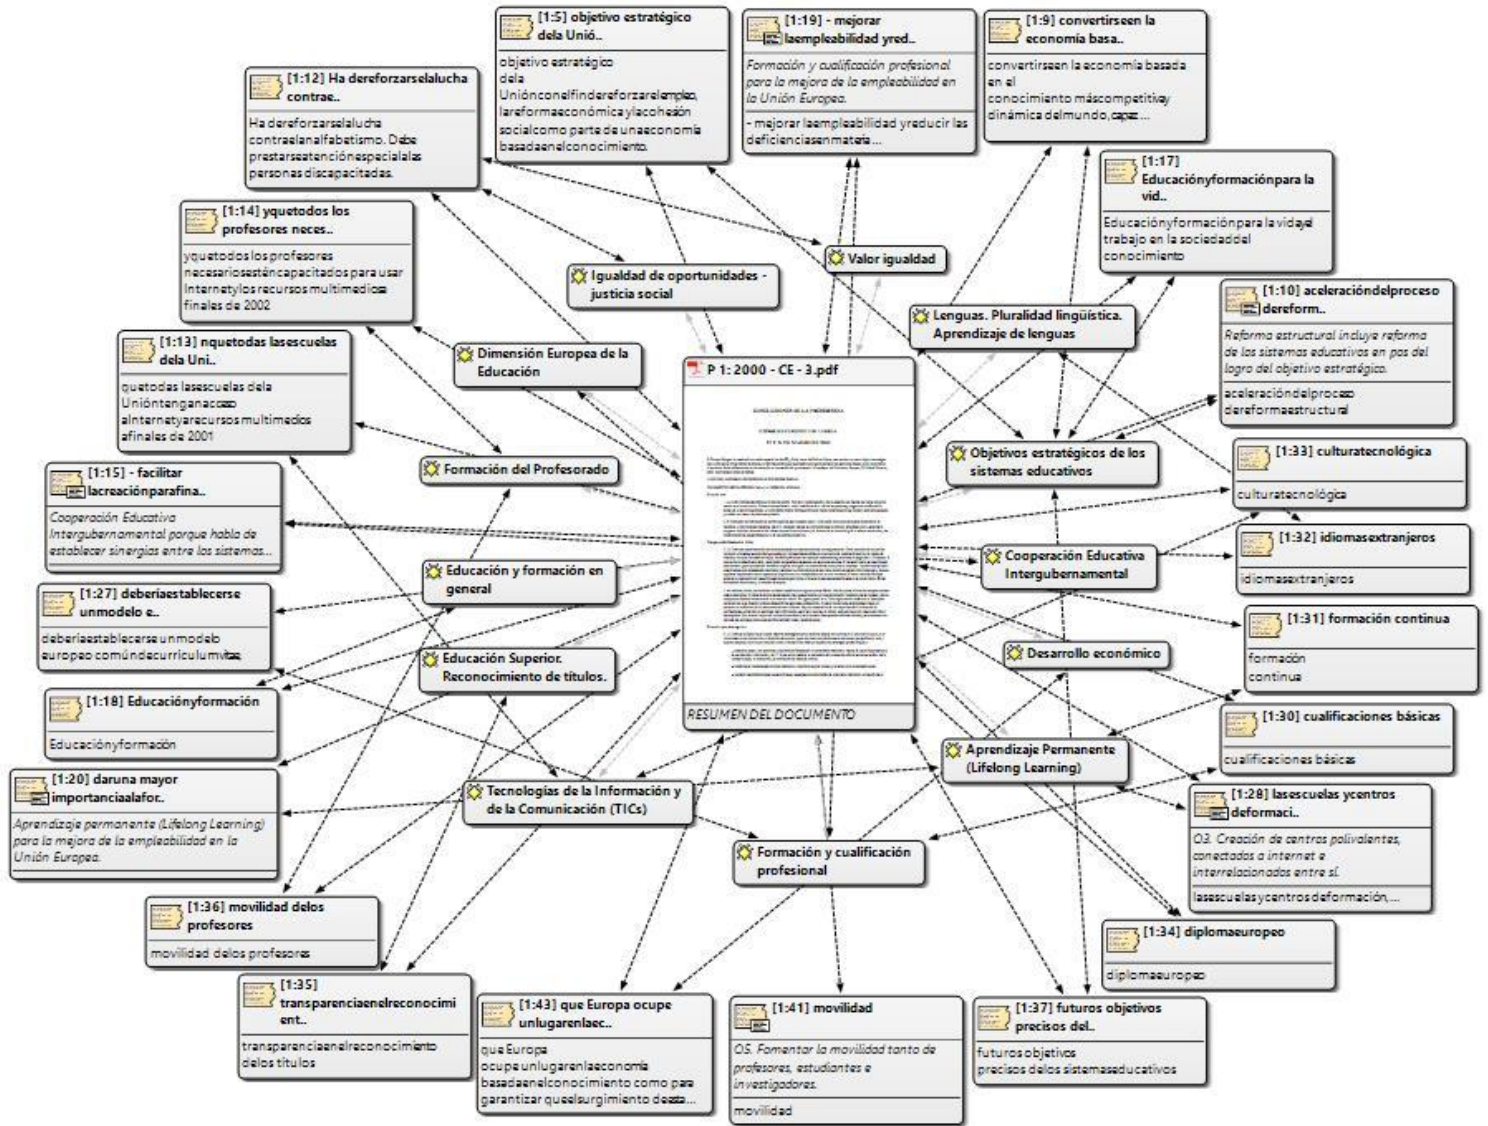 [1:5] objetivo estratégico
dela Unió..
objetivo estratégico
dela
Uniónconelfindereforzarelempleo,
lareformaeconómica ylacohesión
socialcomo parte de unaeconomía
basadaenelconocimiento.
[1:19] - mejorar
laempleabilidad yred..
Formación y cualificación profesional
para la mejora de la empleabilidad en
la Unión Europea.
- mejorar laempleabilidad yreducir las
deficienciasenmateria...
[1:9] convertirseen la
economía basa..
convertirseen la economía basada
en el
conocimiento máscompetitivay
dinámica delmundo,capaz...
[1:12] Ha dereforzarselalucha
contrae..
Ha dereforzarselalucha
contraelanalfabetismo. Debe
prestarseatenciónespecialalas
personas discapacitadas.
[1:17]
Educaciónyformaciónpara la
vid..
Educaciónyformaciónpara la vidayel
trabajo en la sociedaddel
conocimiento
[1:14] yquetodos los
profesores neces..
yquetodos los profesores
necesariosesténcapacitados para usar
Internetylos recursos multimediosa
finales de 2002
Igualdad de oportunidades -
justicia social
Valor igualdad
Lenguas. Pluralidad lingüística.
Aprendizaje de lenguas
[1:10] aceleracióndelproceso
dereform..
Reforma estructural incluye reforma
de los sistemas educativos en pos del
logro del objetivo estratégico.
aceleracióndelproceso
dereformaestructural
[1:13] nquetodas lasescuelas
dela Uni..
quetodas lasescuelas dela
Unióntenganacceso
aInternetyarecursos multimedios
afinales de 2001
Dimensión Europea de la
Educación
P 1: 2000 - CE - 3.pdf
RESUMEN DEL DOCUMENTO
Formación del Profesorado
Objetivos estratégicos de los
sistemas educativos
[1:33] culturatecnológica
culturatecnológica
[1:15] - facilitar
lacreaciónparafina..
Cooperación Educativa
Intergubernamental porque habla de
establecer sinergias entre los sistemas...
[1:32] idiomasextranjeros
idiomasextranjeros
Educación y formación en
general
Cooperación Educativa
Intergubernamental
[1:27] deberíaestablecerse
unmodelo e..
deberíaestablecerse unmodelo
europeo comúndecurriculumvitae,
[1:31] formación continua
formación
continua
Educación Superior.
Reconocimiento de títulos.
Desarrollo económico
[1:18] Educaciónyformación
Educaciónyformación
[1:30] cualificaciones básicas
cualificaciones básicas
Aprendizaje Permanente
(Lifelong Learning)
[1:20] daruna mayor
importanciaalafor..
Aprendizaje permanente (Lifelong Learning)
para la mejora de la empleabilidad en la
Unión Europea.
Tecnologías de la Información y
de la Comunicación (TICs)
[1:28] lasescuelas ycentros
deformaci..
O3. Creación de centros polivalentes,
conectados a internet e
interrelacionados entre sí.
lasescuelas ycentros deformación,...
Formación y cualificación
profesional
[1:36] movilidad delos
profesores
movilidad delos profesores
[1:34] diplomaeuropeo
diplomaeuropeo
[1:35]
transparenciaenelreconocimi
ent..
transparenciaenelreconocimiento
delos títulos
[1:43] que Europa ocupe
unlugarenlaec..
que Europa
ocupe unlugarenlaeconomía
basadaenelconocimiento como para
garantizar queelsurgimiento deesta...
[1:41] movilidad
O5. Fomentar la movilidad tanto de
profesores, estudiantes e
investigadores.
movilidad
[1:37] futuros objetivos
precisos del..
futuros objetivos
precisos delos sistemaseducativos